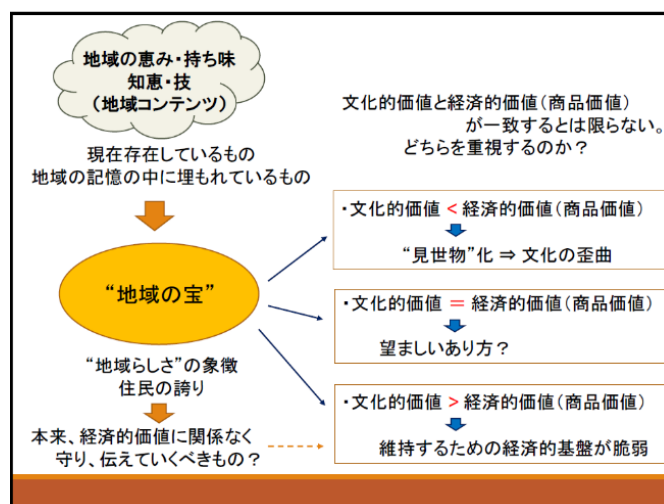 地域の恵み・持ち味
知恵・技
（地域コンテンツ）
現在存在しているもの
地域の記憶の中に埋もれているもの
“地域の宝”
“地域らしさ”の象徴
住民の誇り
本来、経済的価値に関係なく
守り、伝えていくべきもの？
文化的価値と経済的価値（商品価値）
が一致するとは限らない。
どちらを重視するのか？
・文化的価値 < 経済的価値（商品価値）
“見世物”化 ⇒ 文化の歪曲
・文化的価値 ＝ 経済的価値（商品価値）
望ましいあり方？
・文化的価値 > 経済的価値（商品価値）
維持するための経済的基盤が脆弱